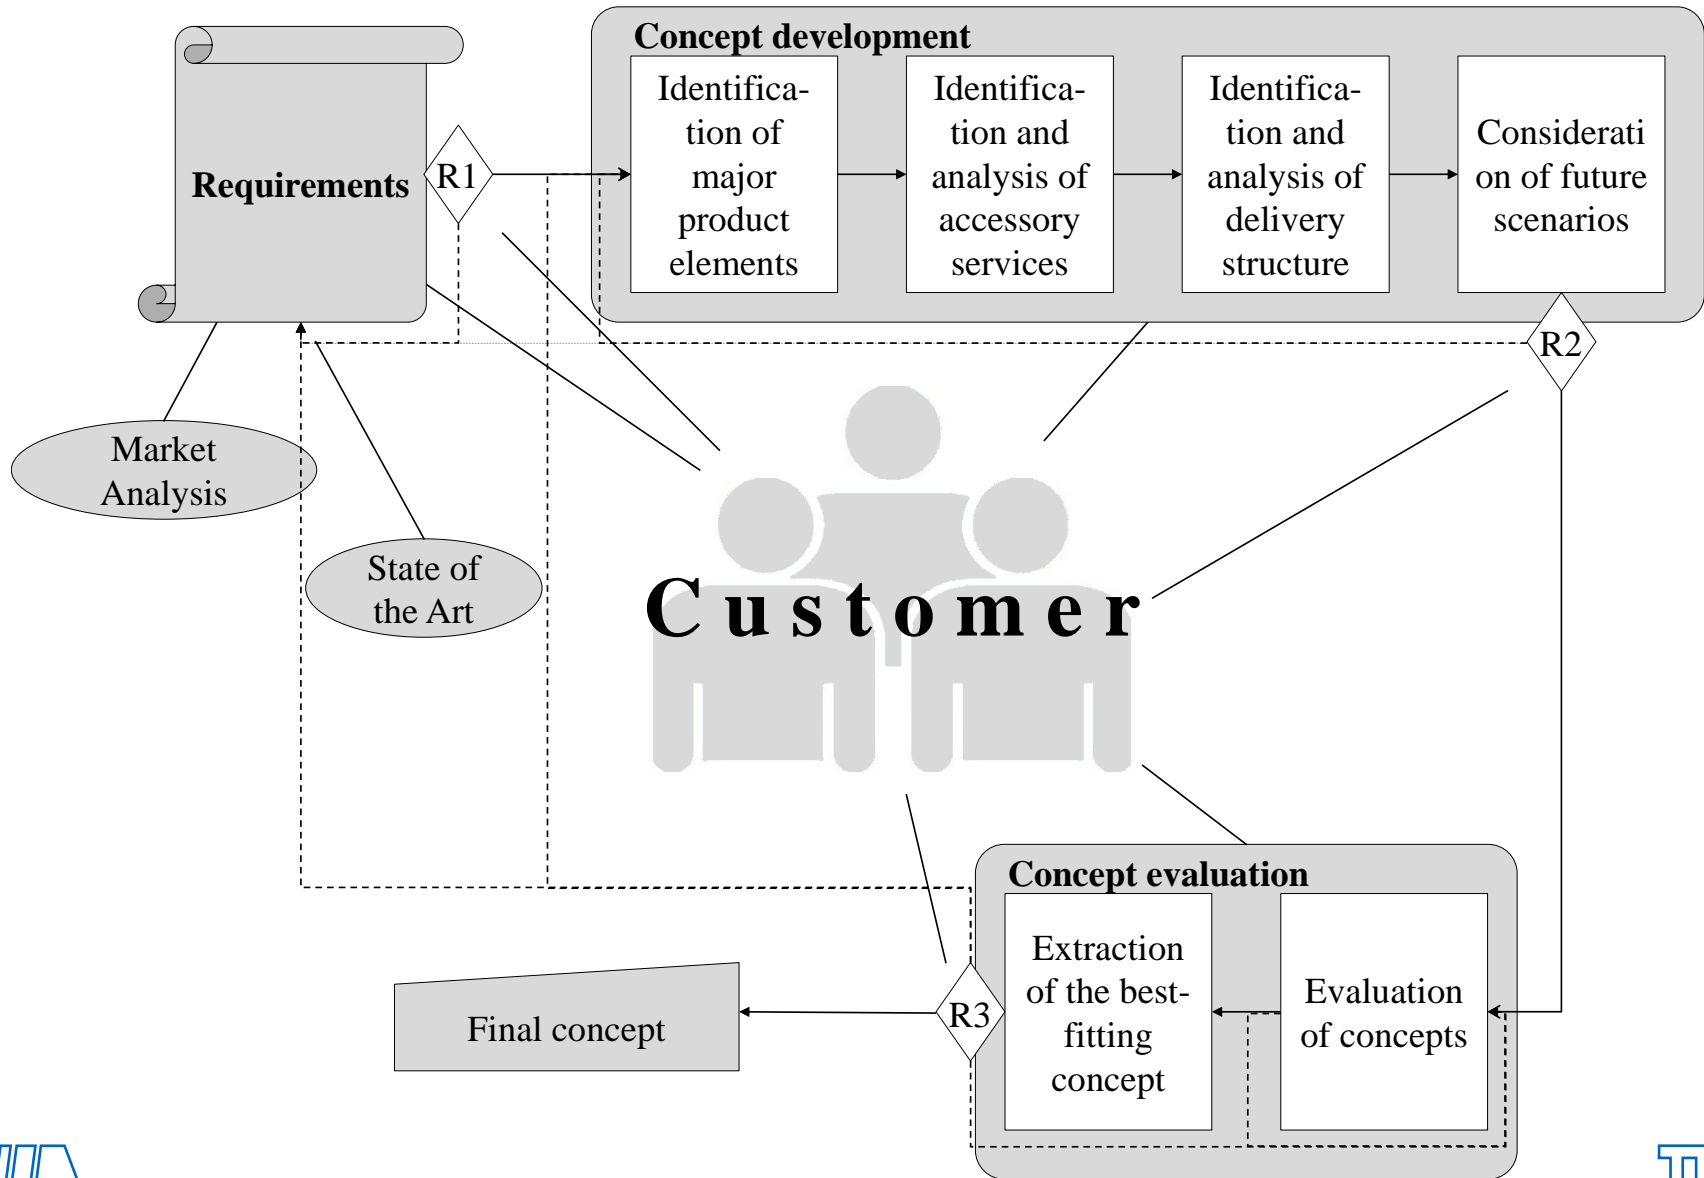 Concept development
Requirements
R1
Identifica-
tion of
major
product
elements
Identifica-
tion and
analysis of
accessory
services
Identifica-
tion and
analysis of
delivery
structure
Considerati
on of future
scenarios
R2
Market
Analysis
State of
the Art
Customer
Concept evaluation
Extraction
of the best-
fitting
concept
Evaluation
of concepts
R3
Final concept